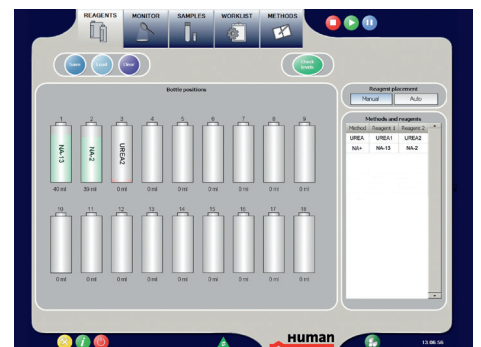 REAGENTS MONITOR SAMPLES WORKLIST METHODS
Save Load Clear
Check levels
Bottle positions
1 2 3 4 5 6 7 8 9
NA-13 NA-2 UREA2
40 ml 39 ml 0 ml 0 ml 0 ml 0 ml 0 ml 0 ml 0 ml
10 11 12 13 14 15 16 17 18
0 ml 0 ml 0 ml 0 ml 0 ml 0 ml 0 ml 0 ml 0 ml
Reagent placement
Manual Auto
Methods and reagents
Method Reagent 1 Reagent 2
UREA UREA1 UREA2
NA+ NA-13 NA-2
Human
13:06:56